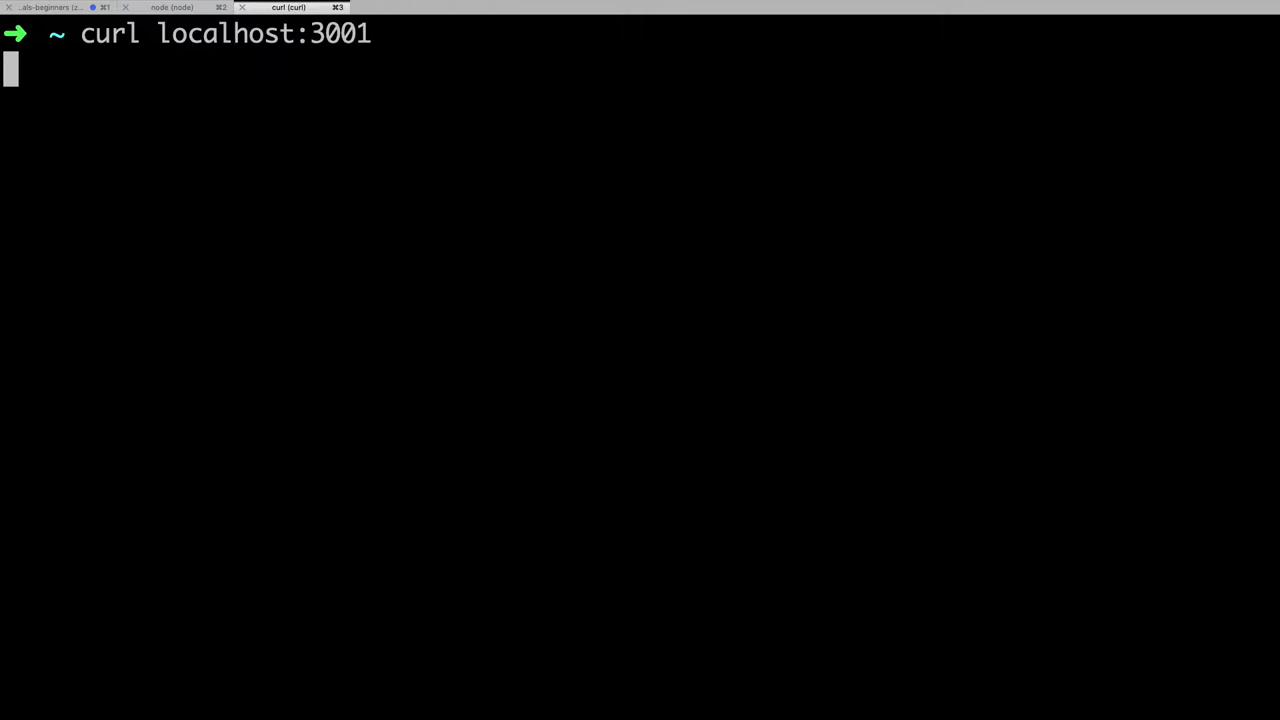 ..als-beginners (z... ⌘1 node (node) ⌘2 curl (curl) ⌘3
➜ ~ curl localhost:3001